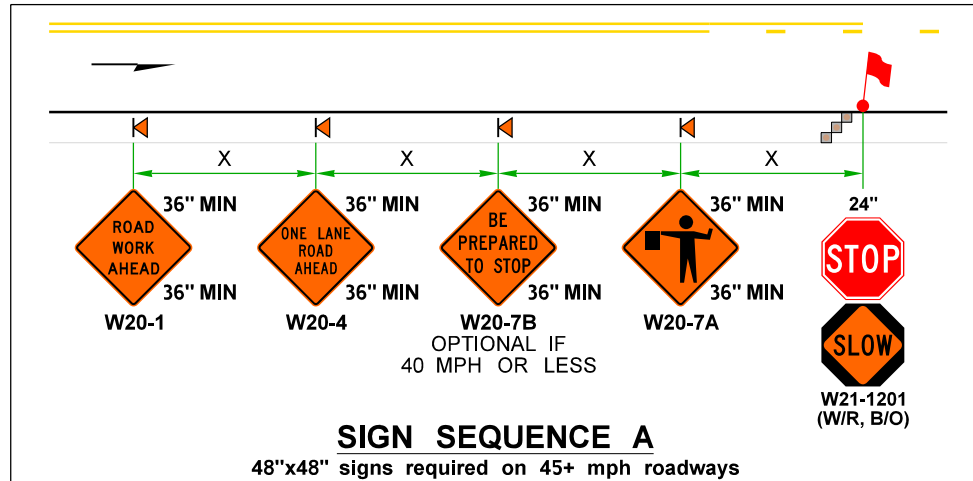 X X X X
36" MIN 36" MIN 36" MIN 36" MIN 24"
ROAD
WORK
AHEAD
ONE LANE
ROAD
AHEAD
BE
PREPARED
TO STOP
STOP
36" MIN 36" MIN 36" MIN 36" MIN
W20-1 W20-4 W20-7B W20-7A
OPTIONAL IF
40 MPH OR LESS
SLOW
W21-1201
(W/R, B/O)
SIGN SEQUENCE A
48"x48" signs required on 45+ mph roadways